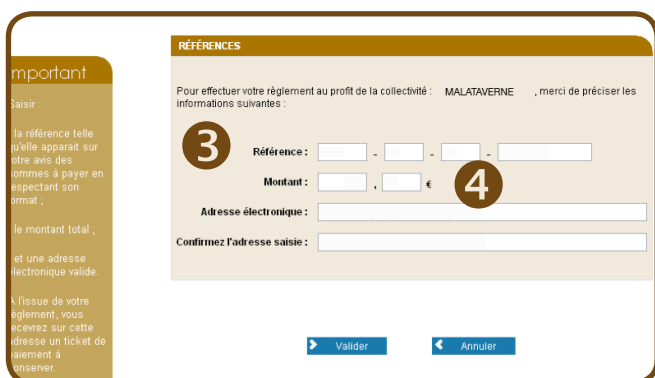 mportant
Saisir :
la référence telle
qu'elle apparait sur
votre avis des
sommes à payer en
respectant son
format ;
le montant total ;
et une adresse
électronique valide.
A l'issue de votre
règlement, vous
recevrez sur cette
adresse un ticket de
paiement à
conserver.
RÉFÉRENCES
Pour effectuer votre règlement au profit de la collectivité : MALATAVERNE , merci de préciser les
informations suivantes :
3
Référence : - - -
Montant : , € 4
Adresse électronique :
Confirmez l'adresse saisie :
Valider Annuler